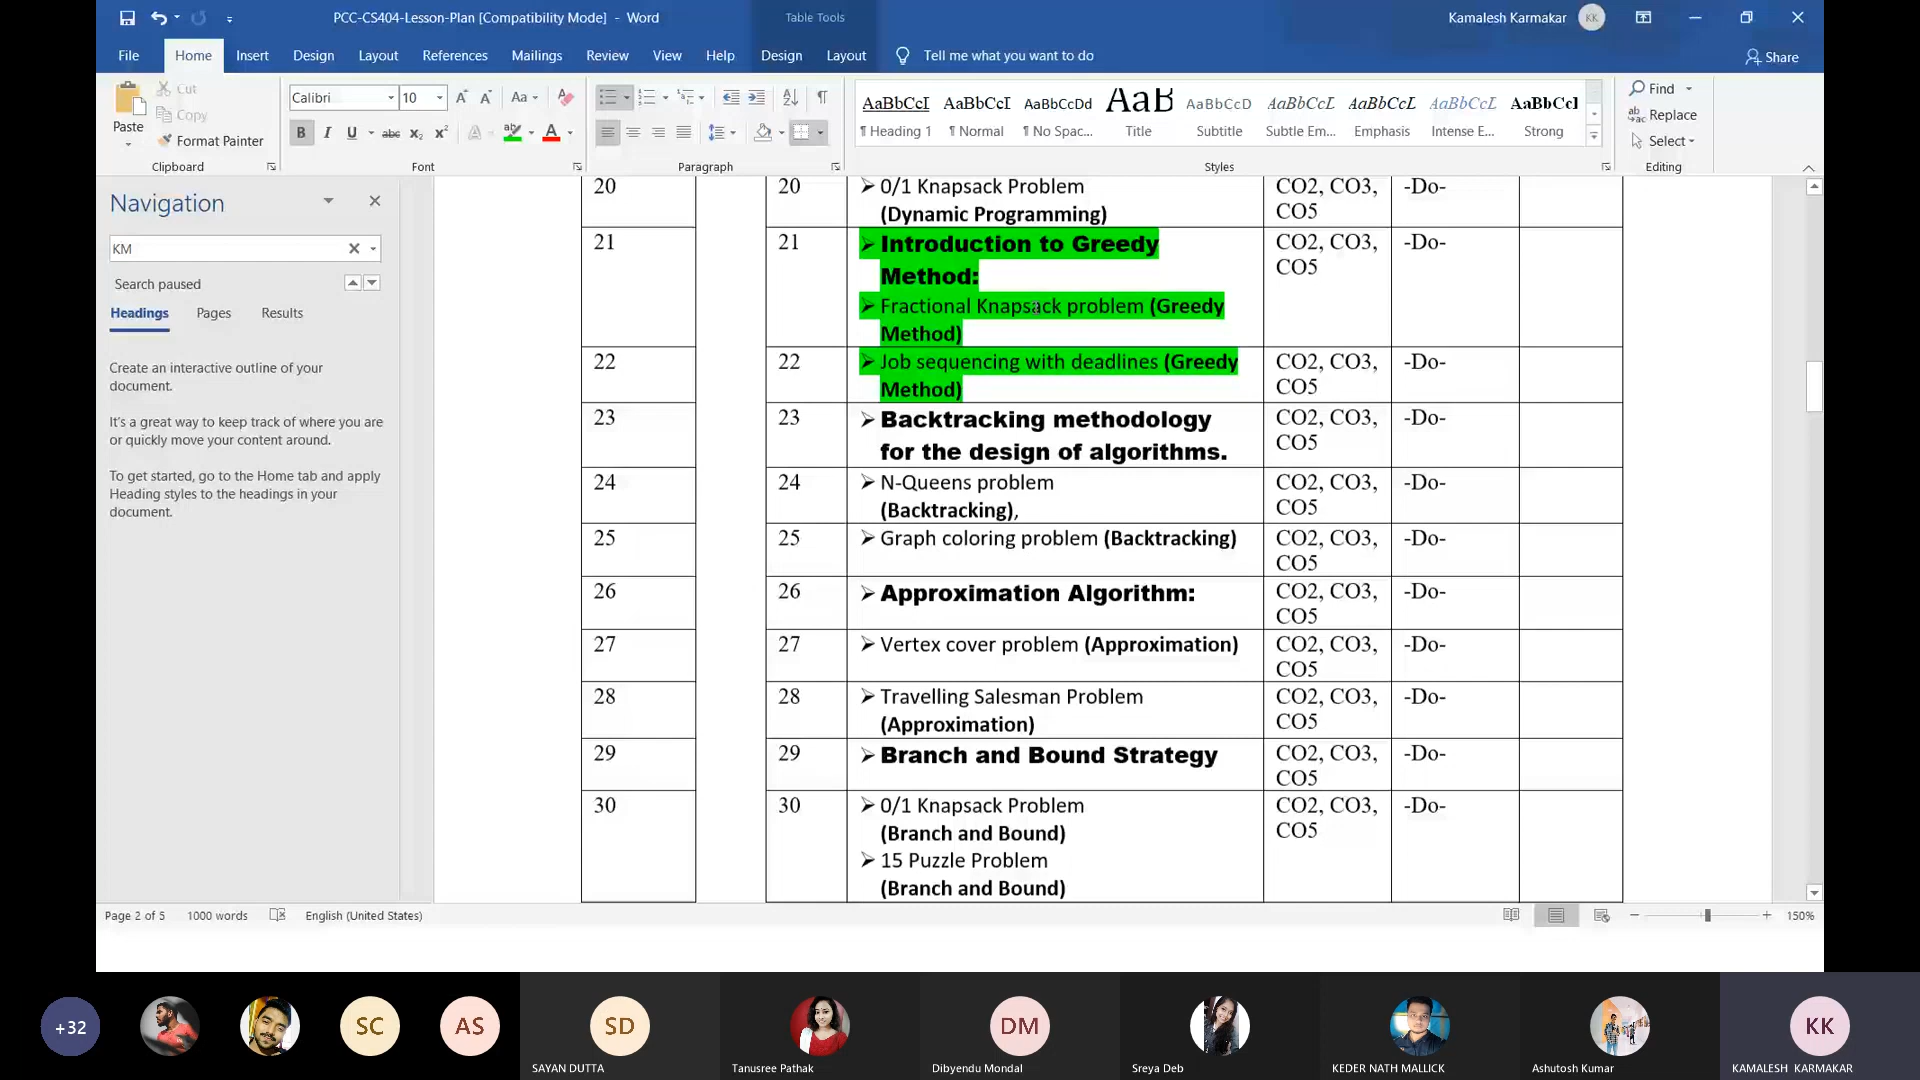 PCC-CS404-Lesson-Plan [Compatibility Mode] - Word
Table Tools
Kamalesh Karmakar
KK
File
Home
Insert
Design
Layout
References
Mailings
Review
View
Help
Design
Layout
Tell me what you want to do
Share
Paste
Cut
Copy
Format Painter
Clipboard
Calibri
10
Font
Paragraph
AaBbCcI
AaBbCcI
AaBbCcDd
AaB
AaBbCcD
AaBbCcL
AaBbCcL
AaBbCcL
AaBbCcl
¶ Heading 1
¶ Normal
¶ No Spac...
Title
Subtitle
Subtle Em...
Emphasis
Intense E...
Strong
Styles
Find
Replace
Select
Editing
Navigation
KM
Search paused
Headings
Pages
Results
Create an interactive outline of your
document.
It's a great way to keep track of where you are
or quickly move your content around.
To get started, go to the Home tab and apply
Heading styles to the headings in your
document.
20
20
0/1 Knapsack Problem
(Dynamic Programming)
CO2, CO3,
CO5
-Do-
21
21
Introduction to Greedy
Method:
Fractional Knapsack problem (Greedy
Method)
CO2, CO3,
CO5
-Do-
22
22
Job sequencing with deadlines (Greedy
Method)
CO2, CO3,
CO5
-Do-
23
23
Backtracking methodology
for the design of algorithms.
CO2, CO3,
CO5
-Do-
24
24
N-Queens problem
(Backtracking),
CO2, CO3,
CO5
-Do-
25
25
Graph coloring problem (Backtracking)
CO2, CO3,
CO5
-Do-
26
26
Approximation Algorithm:
CO2, CO3,
CO5
-Do-
27
27
Vertex cover problem (Approximation)
CO2, CO3,
CO5
-Do-
28
28
Travelling Salesman Problem
(Approximation)
CO2, CO3,
CO5
-Do-
29
29
Branch and Bound Strategy
CO2, CO3,
CO5
-Do-
30
30
0/1 Knapsack Problem
(Branch and Bound)
15 Puzzle Problem
(Branch and Bound)
CO2, CO3,
CO5
-Do-
Page 2 of 5
1000 words
English (United States)
150%
+32
SC
AS
SD
SAYAN DUTTA
Tanusree Pathak
DM
Dibyendu Mondal
Sreya Deb
KEDER NATH MALLICK
Ashutosh Kumar
KK
KAMALESH KARMAKAR